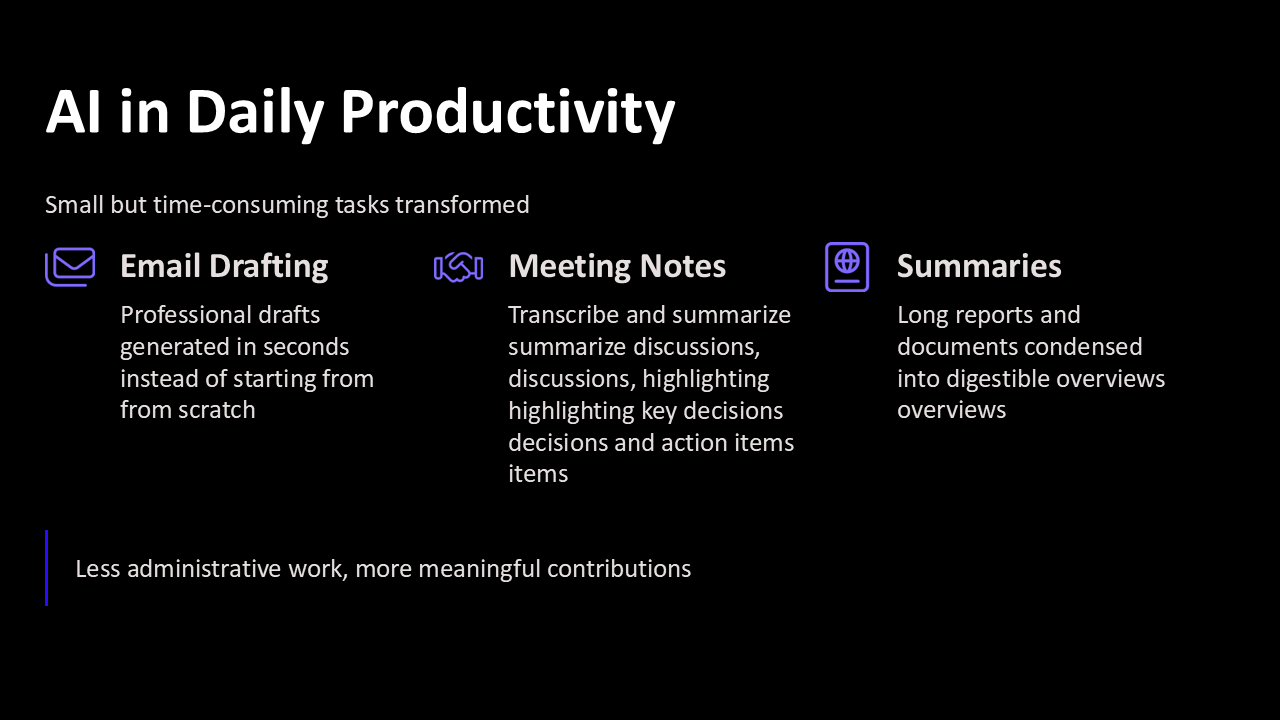 AI in Daily Productivity
Small but time-consuming tasks transformed
Email Drafting
Professional drafts
generated in seconds
instead of starting from
from scratch
Meeting Notes
Transcribe and summarize
summarize discussions,
discussions, highlighting
highlighting key decisions
decisions and action items
items
Summaries
Long reports and
documents condensed
into digestible overviews
overviews
Less administrative work, more meaningful contributions